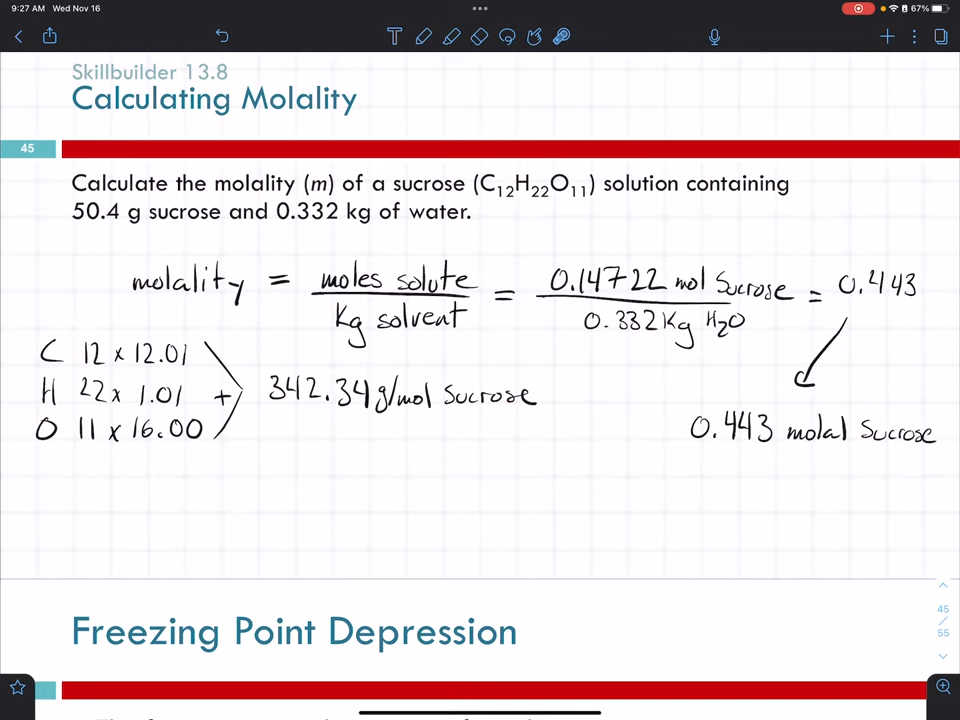 9:27 AM Wed Nov 16
67%
Skillbuilder 13.8
Calculating Molality
45
Calculate the molality (m) of a sucrose (C12H22O11) solution containing
50.4 g sucrose and 0.332 kg of water.
molality = moles solute / kg solvent = 0.14722 mol Sucrose / 0.332 Kg H2O = 0.443
C 12 x 12.01
H 22 x 1.01 + 342.34 g/mol Sucrose
O 11 x 16.00
0.443 molal Sucrose
45
/
55
Freezing Point Depression